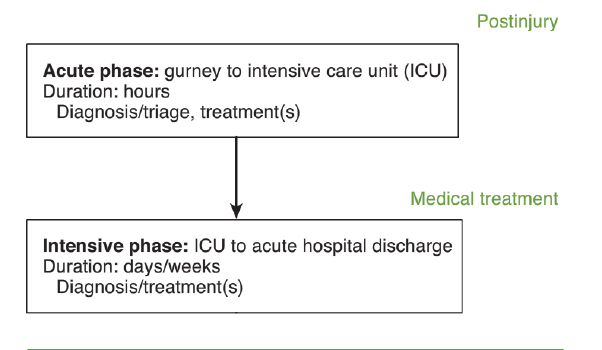 Postinjury
Acute phase: gurney to intensive care unit (ICU)
Duration: hours
Diagnosis/triage, treatment(s)
Medical treatment
Intensive phase: ICU to acute hospital discharge
Duration: days/weeks
Diagnosis/treatment(s)